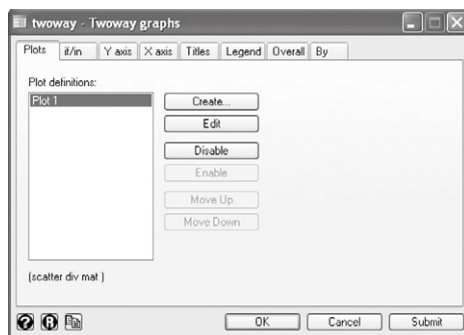 twoway - Twoway graphs
Plots if/in Y axis X axis Titles Legend Overall By
Plot definitions:
Plot 1
Create...
Edit
Disable
Enable
Move Up
Move Down
(scatter div mat )
? R OK Cancel Submit